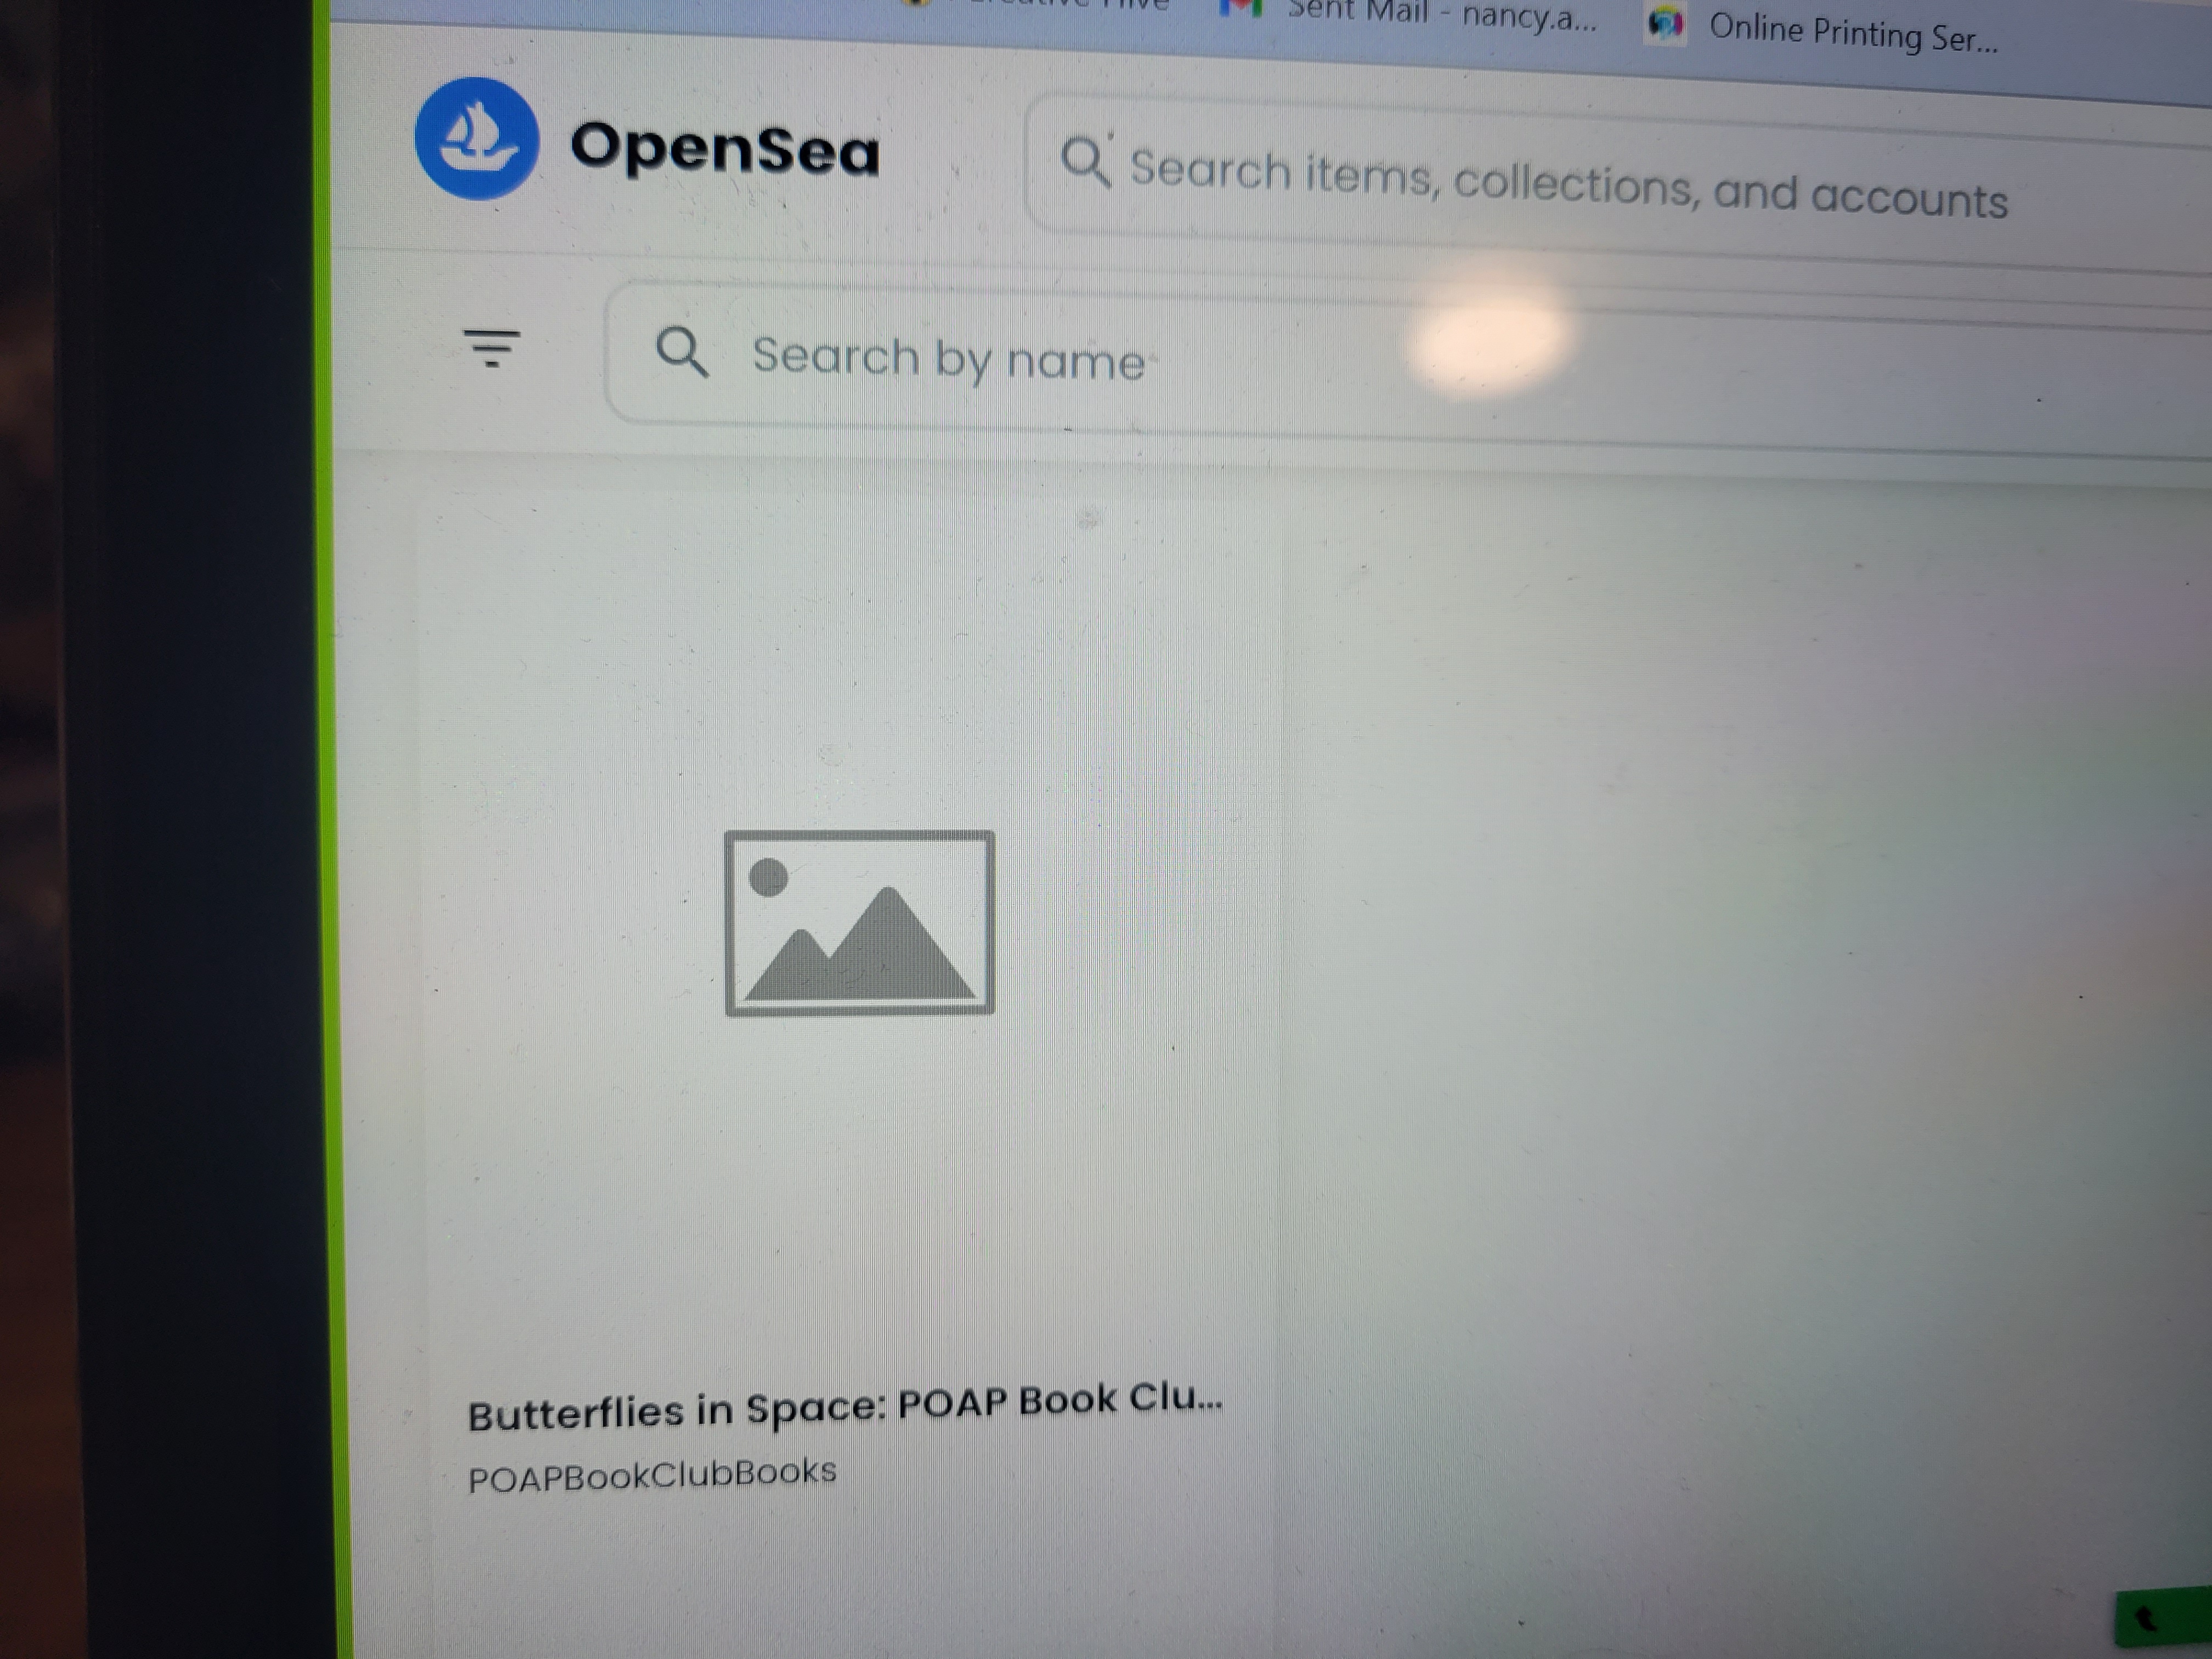 Sent Mail - nancy.a...
Online Printing Ser...
OpenSea
Search items, collections, and accounts
Search by name
Butterflies in Space: POAP Book Clu...
POAPBookClubBooks
t